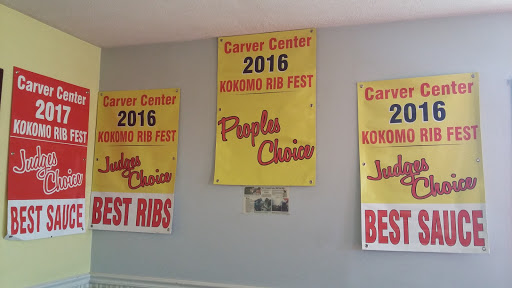 Carver Center
2017
KOKOMO RIB FEST
Judges
Choice
BEST SAUCE
Carver Center
2016
KOKOMO RIB FEST
Judges
Choice
BEST RIBS
Carver Center
2016
KOKOMO RIB FEST
Peoples
Choice
Carver Center
2016
KOKOMO RIB FEST
Judges
Choice
BEST SAUCE